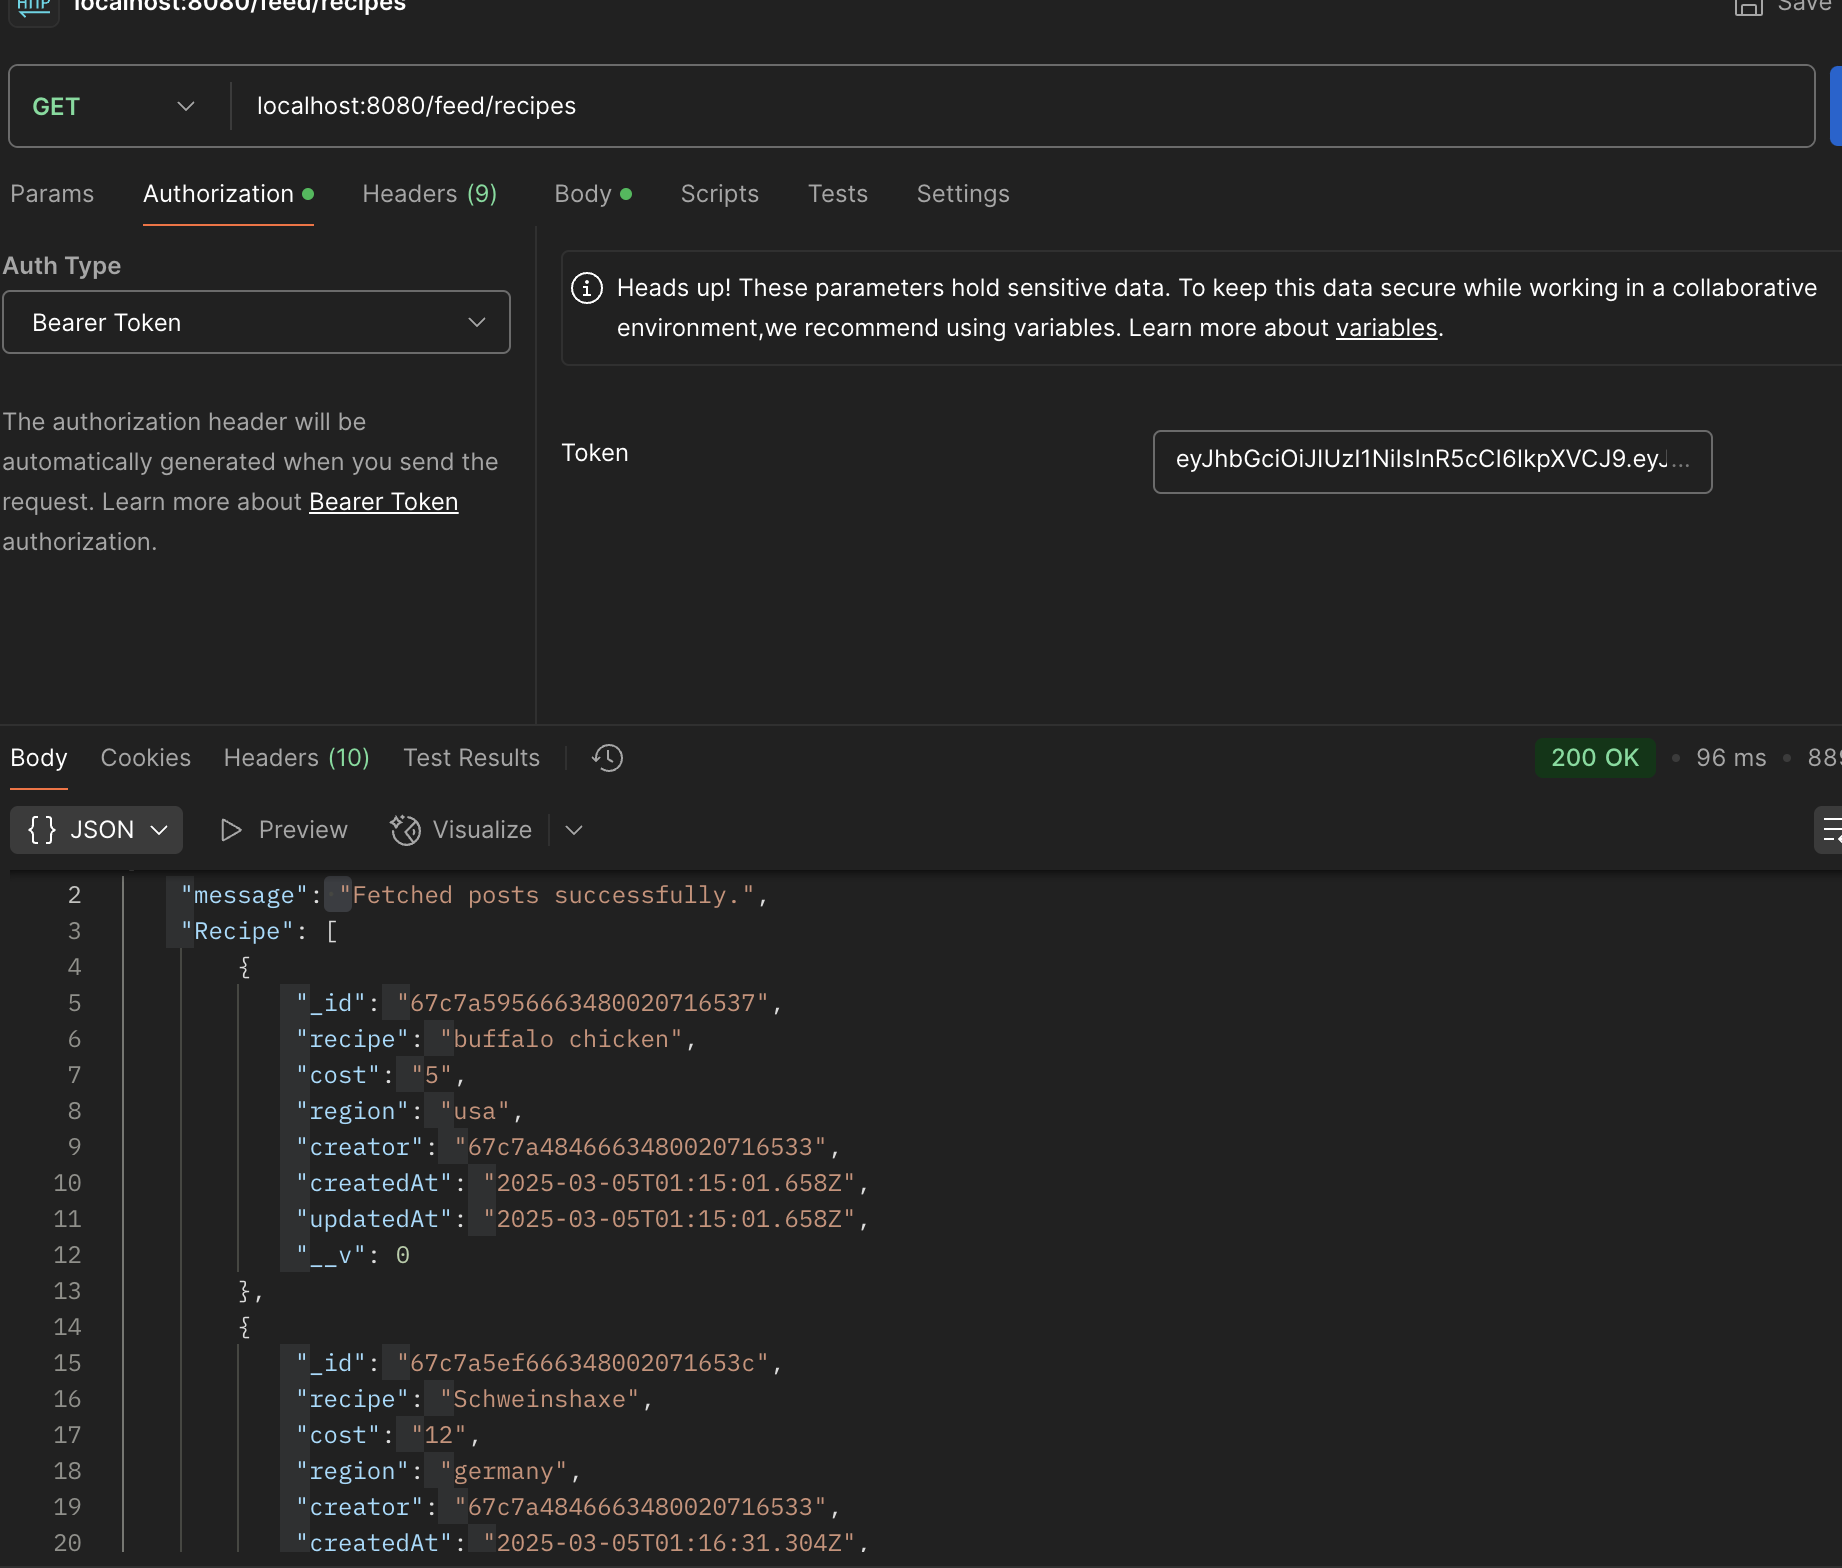 HTTP localhost:8080/feed/recipes Save
GET localhost:8080/feed/recipes
Params Authorization Headers (9) Body Scripts Tests Settings
Auth Type
Bearer Token
The authorization header will be
automatically generated when you send the
request. Learn more about Bearer Token
authorization.
Heads up! These parameters hold sensitive data. To keep this data secure while working in a collaborative
environment,we recommend using variables. Learn more about variables.
Token
eyJhbGciOiJIUzI1NiIsInR5cCI6IkpXVCJ9.eyJ...
Body Cookies Headers (10) Test Results 200 OK • 96 ms • 889
{} JSON Preview Visualize
2 "message": "Fetched posts successfully.",
3 "Recipe": [
4 {
5 "_id": "67c7a5956663480020716537",
6 "recipe": "buffalo chicken",
7 "cost": "5",
8 "region": "usa",
9 "creator": "67c7a4846663480020716533",
10 "createdAt": "2025-03-05T01:15:01.658Z",
11 "updatedAt": "2025-03-05T01:15:01.658Z",
12 "__v": 0
13 },
14 {
15 "_id": "67c7a5ef666348002071653c",
16 "recipe": "Schweinshaxe",
17 "cost": "12",
18 "region": "germany",
19 "creator": "67c7a4846663480020716533",
20 "createdAt": "2025-03-05T01:16:31.304Z",